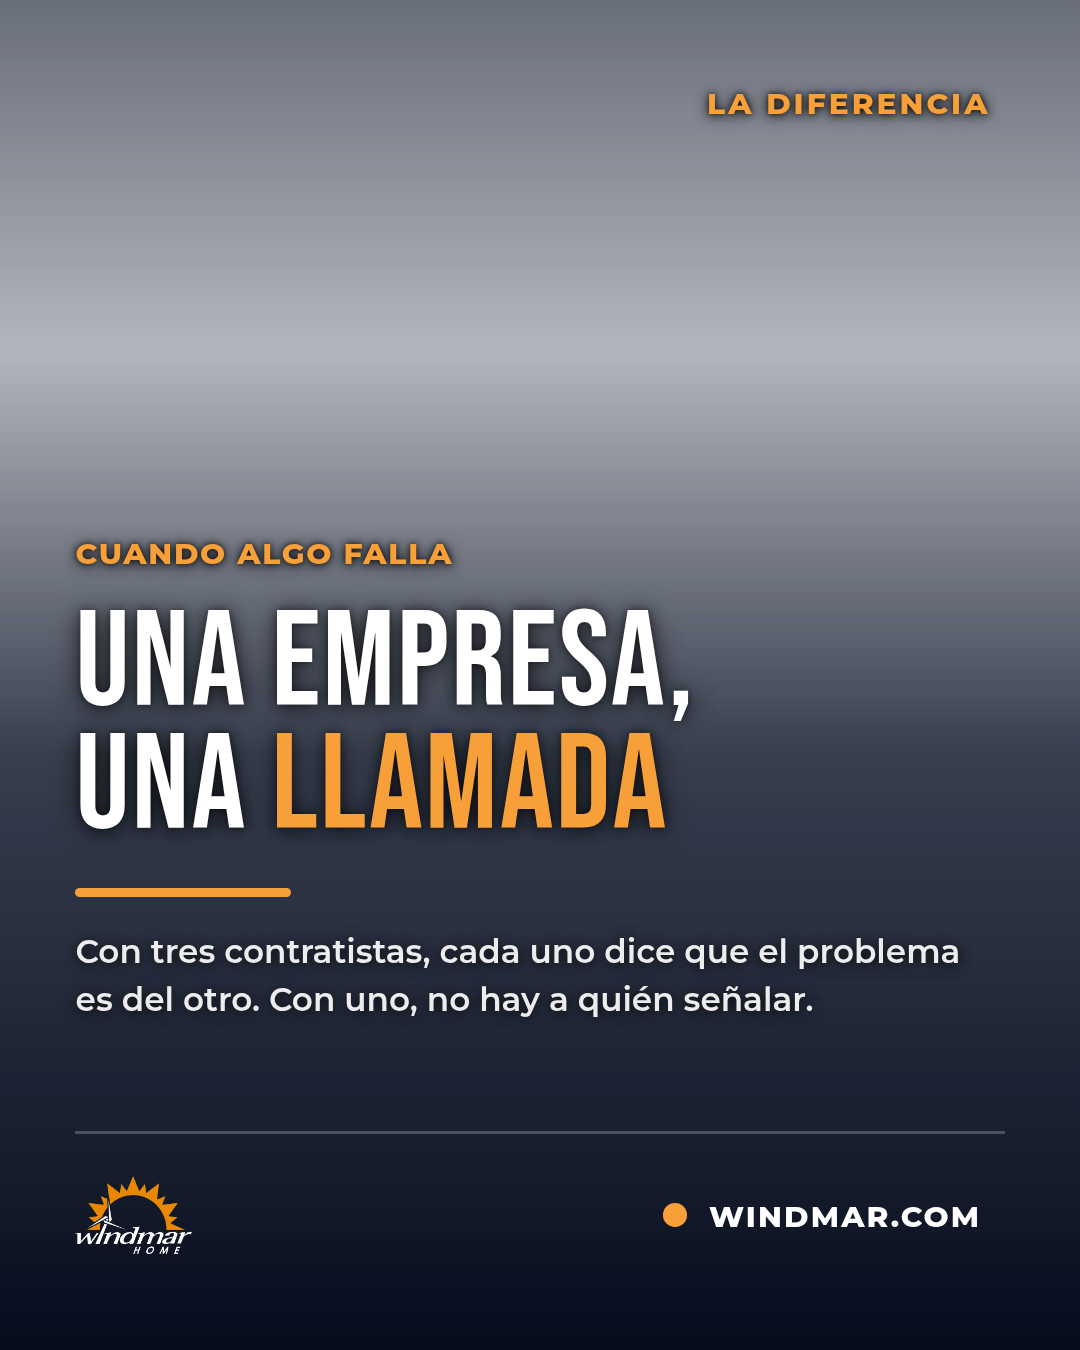 LA DIFERENCIA
CUANDO ALGO FALLA
UNA EMPRESA,
UNA LLAMADA
Con tres contratistas, cada uno dice que el problema
es del otro. Con uno, no hay a quién señalar.
windmar
HOME
WINDMAR.COM